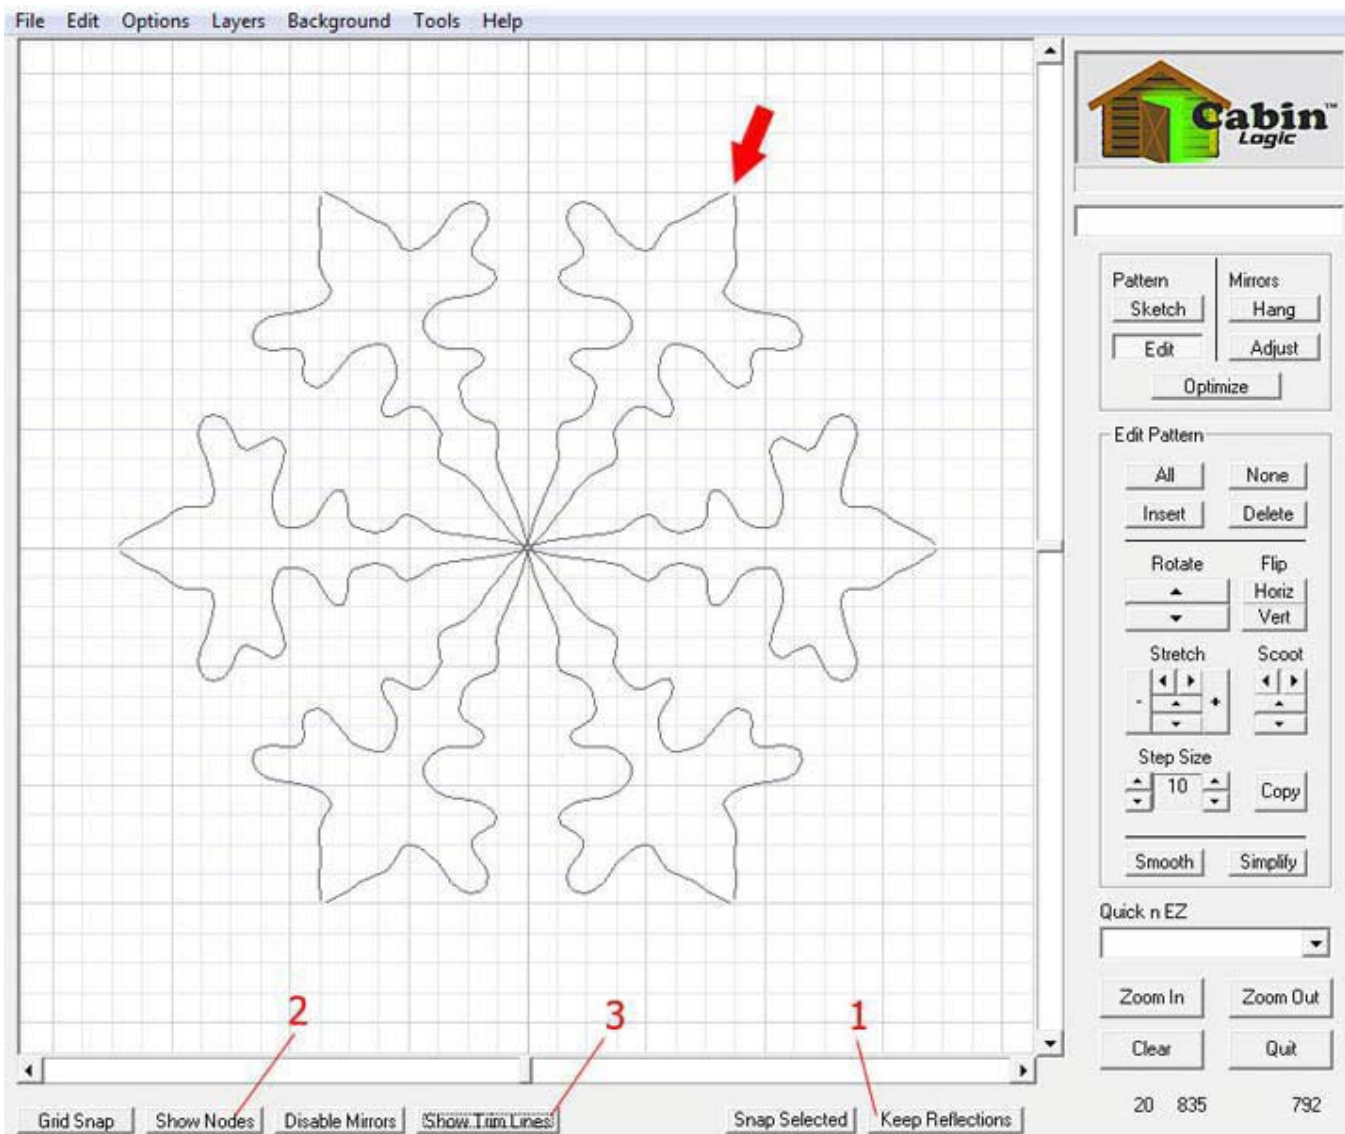 File Edit Options Layers Background Tools Help
Cabin™
Logic
Pattern Mirrors
Sketch Hang
Edit Adjust
Optimize
Edit Pattern
All None
Insert Delete
Rotate Flip
Horiz
Vert
Stretch Scoot
- +
Step Size
10 Copy
Smooth Simplify
Quick n EZ
Zoom In Zoom Out
Clear Quit
20 835 792
2 3 1
Grid Snap Show Nodes Disable Mirrors Show Trim Lines Snap Selected Keep Reflections